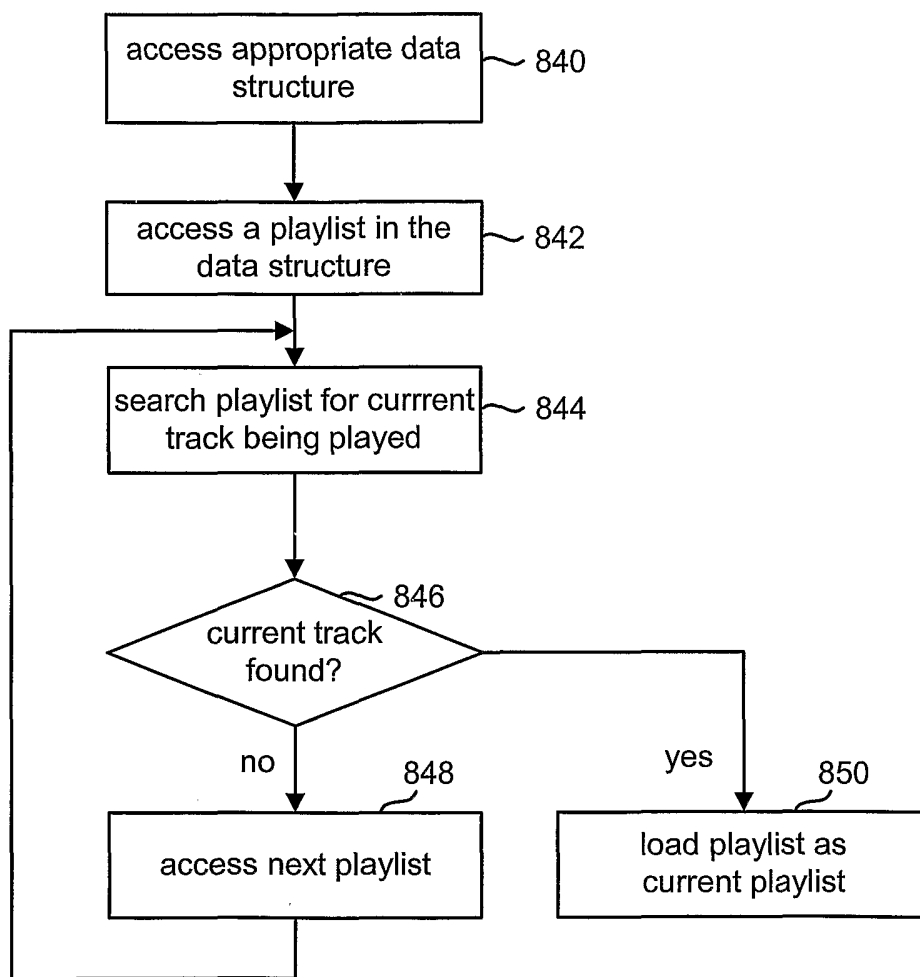 access appropriate data
structure
840
access a playlist in the
data structure
842
search playlist for currrent
track being played
844
846
current track
found?
no
yes
848
access next playlist
850
load playlist as
current playlist